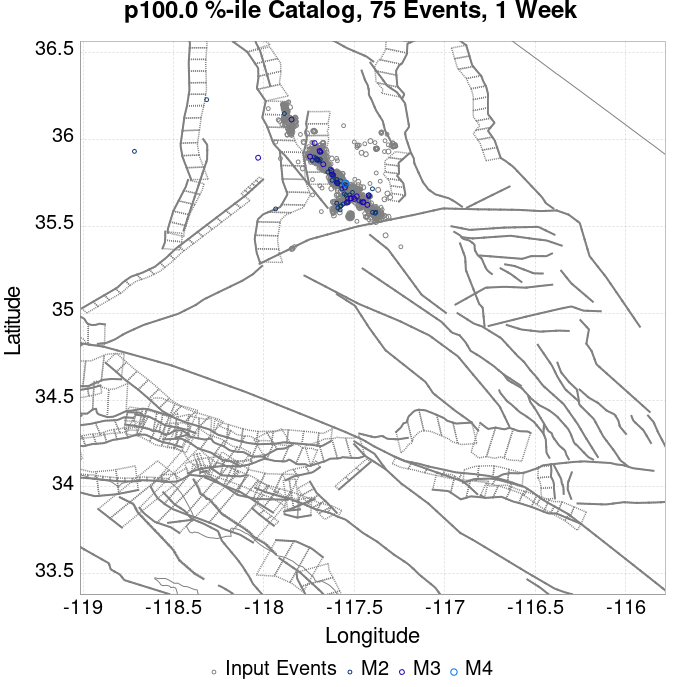 p100.0 %-ile Catalog, 75 Events, 1 Week
36.5
36
35.5
35
34.5
34
33.5
Latitude
-119 -118.5 -118 -117.5 -117 -116.5 -116
Longitude
Input Events M2 M3 M4